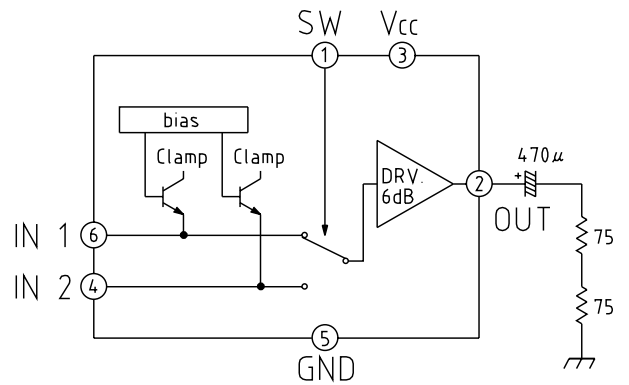 SW
Vcc
1
3
bias
Clamp
Clamp
DRV.
6dB
470μ
+
2
OUT
IN 1
6
IN 2
4
75
75
5
GND